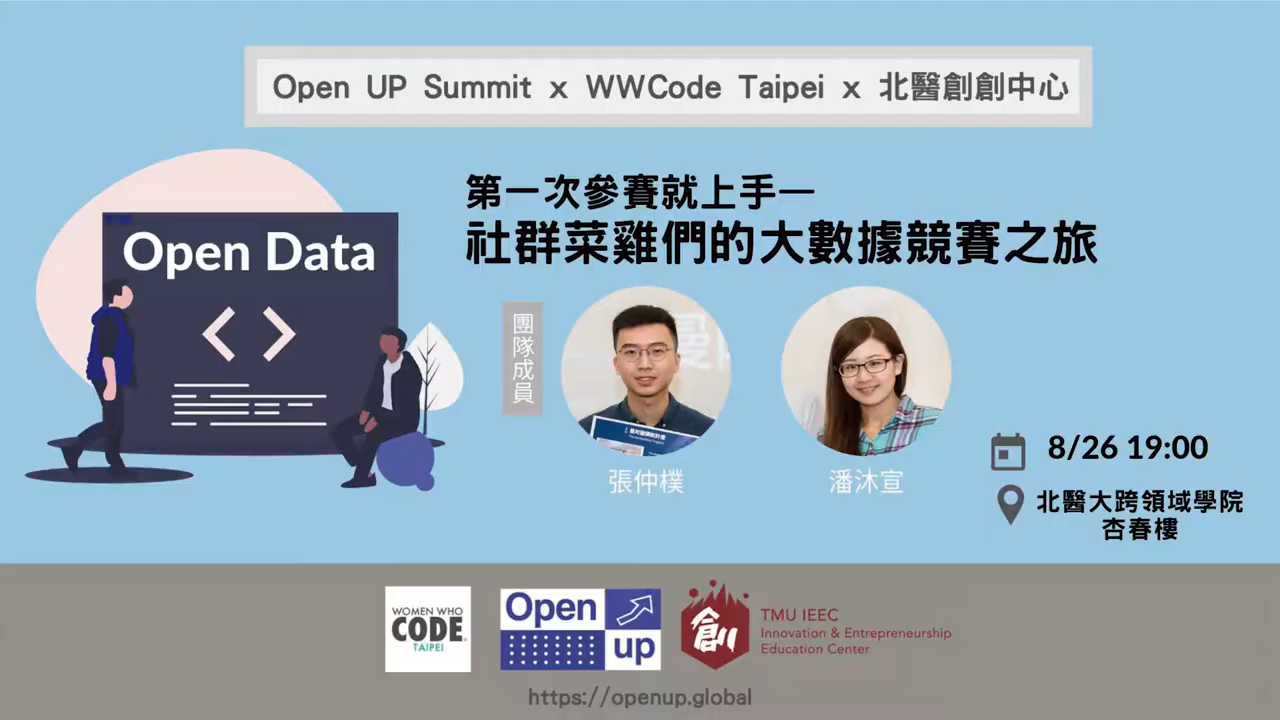 Open UP Summit x WWCode Taipei x 北醫創創中心
第一次參賽就上手—
社群菜雞們的大數據競賽之旅
Open Data
團隊成員
張仲樸
潘沐宣
8/26 19:00
北醫大跨領域學院
杏春樓
WOMEN WHO
CODE
TAIPEI
Open
up
創
TMU IEEC
Innovation & Entrepreneurship
Education Center
https://openup.global